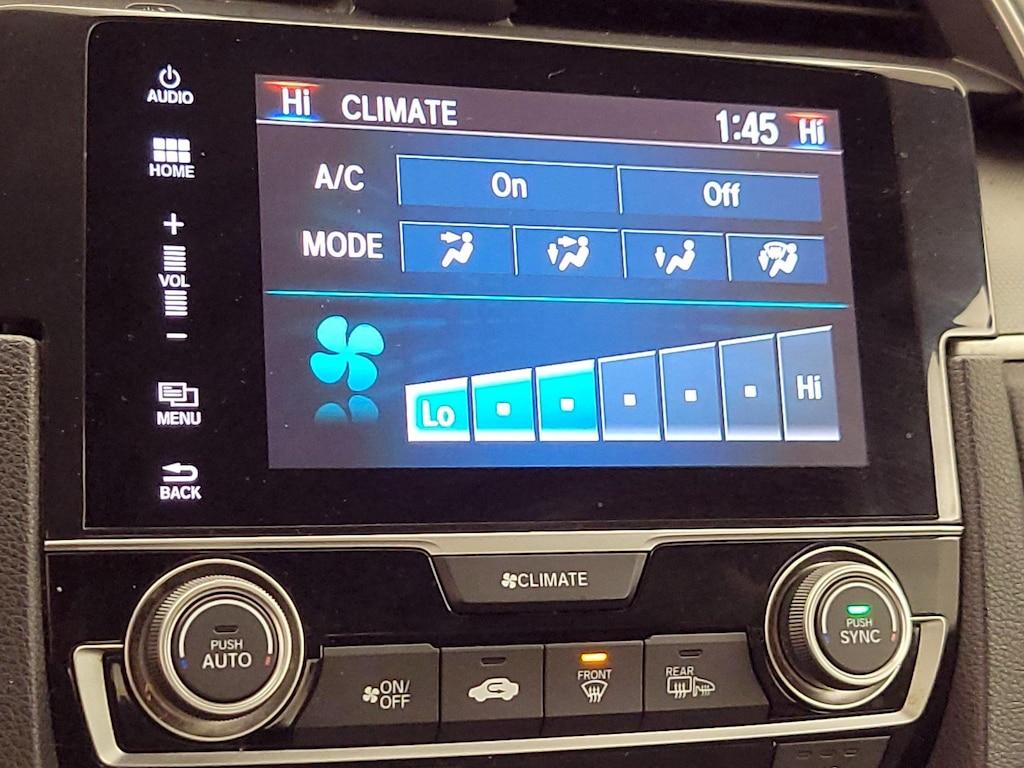 AUDIO
HOME
+
VOL
−
MENU
BACK
Hi CLIMATE 1:45 Hi
A/C On Off
MODE
Lo Hi
CLIMATE
PUSH
AUTO
ON/
OFF
FRONT
REAR
PUSH
SYNC